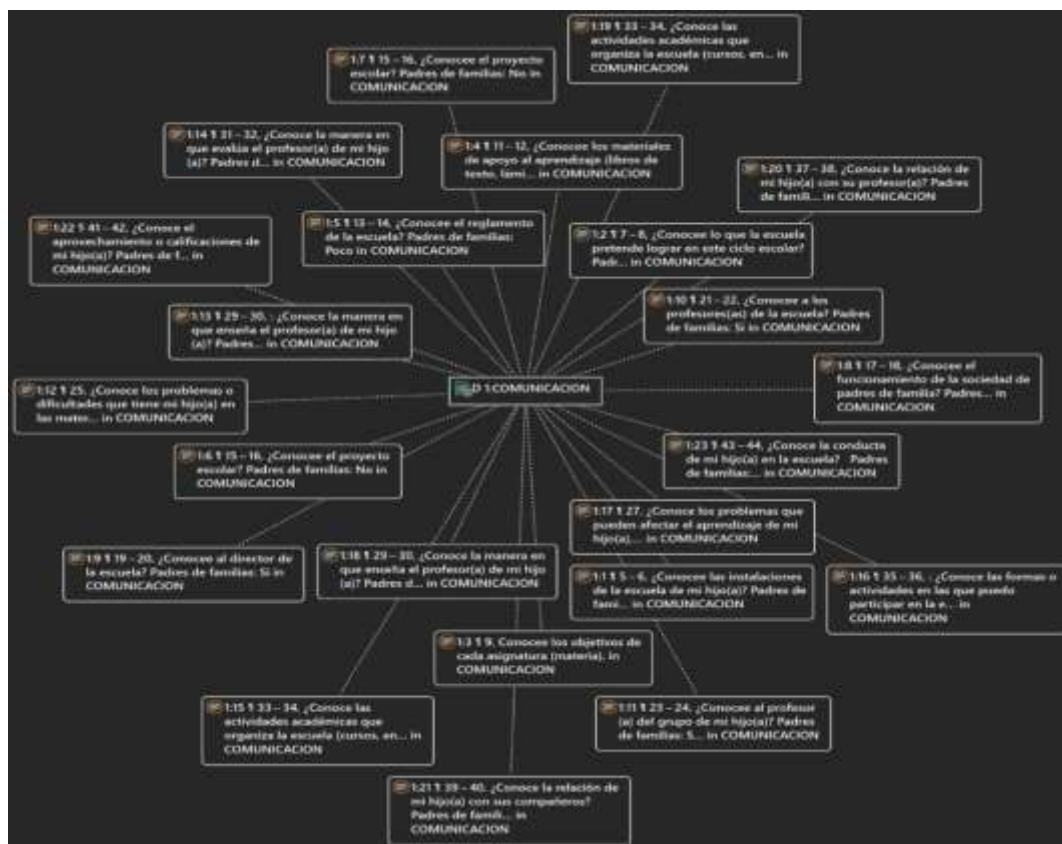 1:19 ¶ 33 – 34, ¿Conoce las
actividades académicas que
organiza la escuela (cursos, en... in
COMUNICACION
1:7 ¶ 15 – 16, ¿Conocee el proyecto
escolar? Padres de familias: No in
COMUNICACION
1:14 ¶ 31 – 32, ¿Conoce la manera en
que evalúa el profesor(a) de mi hijo
(a)? Padres d... in COMUNICACION
1:4 ¶ 11 – 12, ¿Conocee los materiales
de apoyo al aprendizaje (libros de
texto, lámi... in COMUNICACION
1:20 ¶ 37 – 38, ¿Conoce la relación de
mi hijo(a) con su profesor(a)? Padres
de famili... in COMUNICACION
1:22 ¶ 41 – 42, ¿Conoce el
aprovechamiento o calificaciones de
mi hijo(a)? Padres de f... in
COMUNICACION
1:5 ¶ 13 – 14, ¿Conocee el reglamento
de la escuela? Padres de familias:
Poco in COMUNICACION
1:2 ¶ 7 – 8, ¿Conocee lo que la escuela
pretende lograr en este ciclo escolar?
Padr... in COMUNICACION
1:10 ¶ 21 – 22, ¿Conocee a los
profesores(as) de la escuela? Padres
de familias: Si in COMUNICACION
1:13 ¶ 29 – 30, : ¿Conoce la manera
en que enseña el profesor(a) de mi hijo
(a)? Padres... in COMUNICACION
1:8 ¶ 17 – 18, ¿Conocee el
funcionamiento de la sociedad de
padres de familia? Padres... in
COMUNICACION
1:12 ¶ 25, ¿Conoce los problemas o
dificultades que tiene mi hijo(a) en
las mater... in COMUNICACION
D 1:COMUNICACION
1:6 ¶ 15 – 16, ¿Conocee el proyecto
escolar? Padres de familias: No in
COMUNICACION
1:23 ¶ 43 – 44, ¿Conoce la conducta
de mi hijo(a) en la escuela? Padres
de familias:... in COMUNICACION
1:17 ¶ 27, ¿Conoce los problemas que
pueden afectar el aprendizaje de mi
hijo(a).... in COMUNICACION
1:9 ¶ 19 – 20, ¿Conocee al director de
la escuela? Padres de familias: Si in
COMUNICACION
1:18 ¶ 29 – 30, ¿Conoce la manera en
que enseña el profesor(a) de mi hijo
(a)? Padres d... in COMUNICACION
1:1 ¶ 5 – 6, ¿Conocee las instalaciones
de la escuela de mi hijo(a)? Padres de
fami... in COMUNICACION
1:16 ¶ 35 – 36, : ¿Conoce las formas o
actividades en las que puedo
participar en la e... in
COMUNICACION
1:3 ¶ 9, Conocee los objetivos de
cada asignatura (materia), in
COMUNICACION
1:15 ¶ 33 – 34, ¿Conoce las
actividades académicas que
organiza la escuela (cursos, en... in
COMUNICACION
1:11 ¶ 23 – 24, ¿Conocee al profesor
(a) del grupo de mi hijo(a)? Padres
de familias: S... in COMUNICACION
1:21 ¶ 39 – 40, ¿Conoce la relación de
mi hijo(a) con sus compañeros?
Padres de famili... in
COMUNICACION